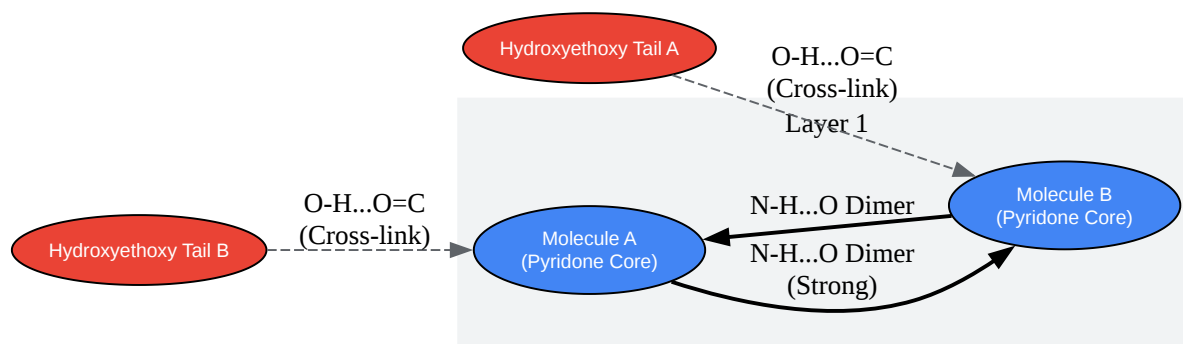 Hydroxyethoxy Tail A
O-H...O=C
(Cross-link)
Layer 1
O-H...O=C
(Cross-link)
Hydroxyethoxy Tail B
Molecule A
(Pyridone Core)
N-H...O Dimer
N-H...O Dimer
(Strong)
Molecule B
(Pyridone Core)